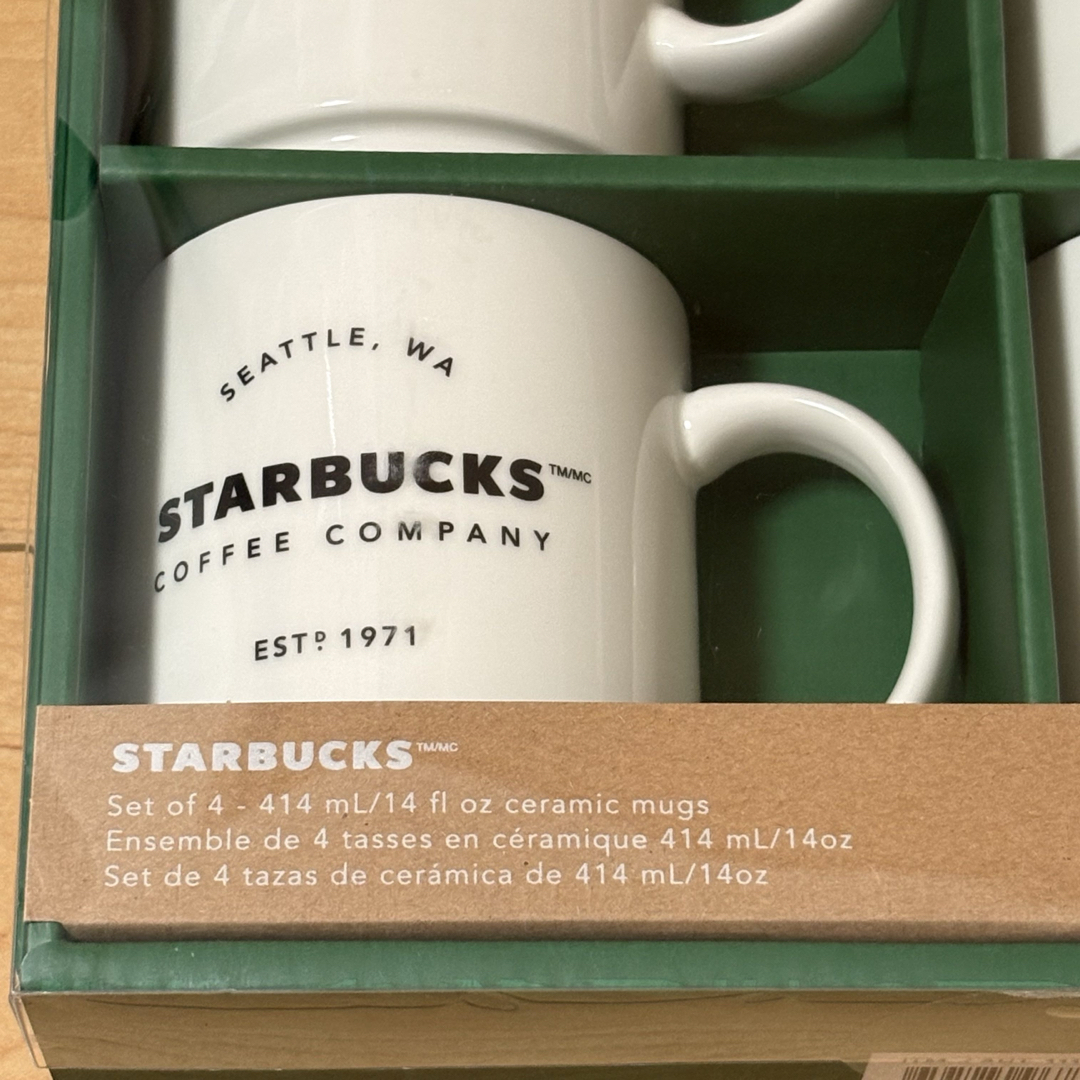 SEATTLE, WA
STARBUCKS™/MC
COFFEE COMPANY
ESTD 1971
STARBUCKS™/MC
Set of 4 - 414 mL/14 fl oz ceramic mugs
Ensemble de 4 tasses en céramique 414 mL/14oz
Set de 4 tazas de cerámica de 414 mL/14oz